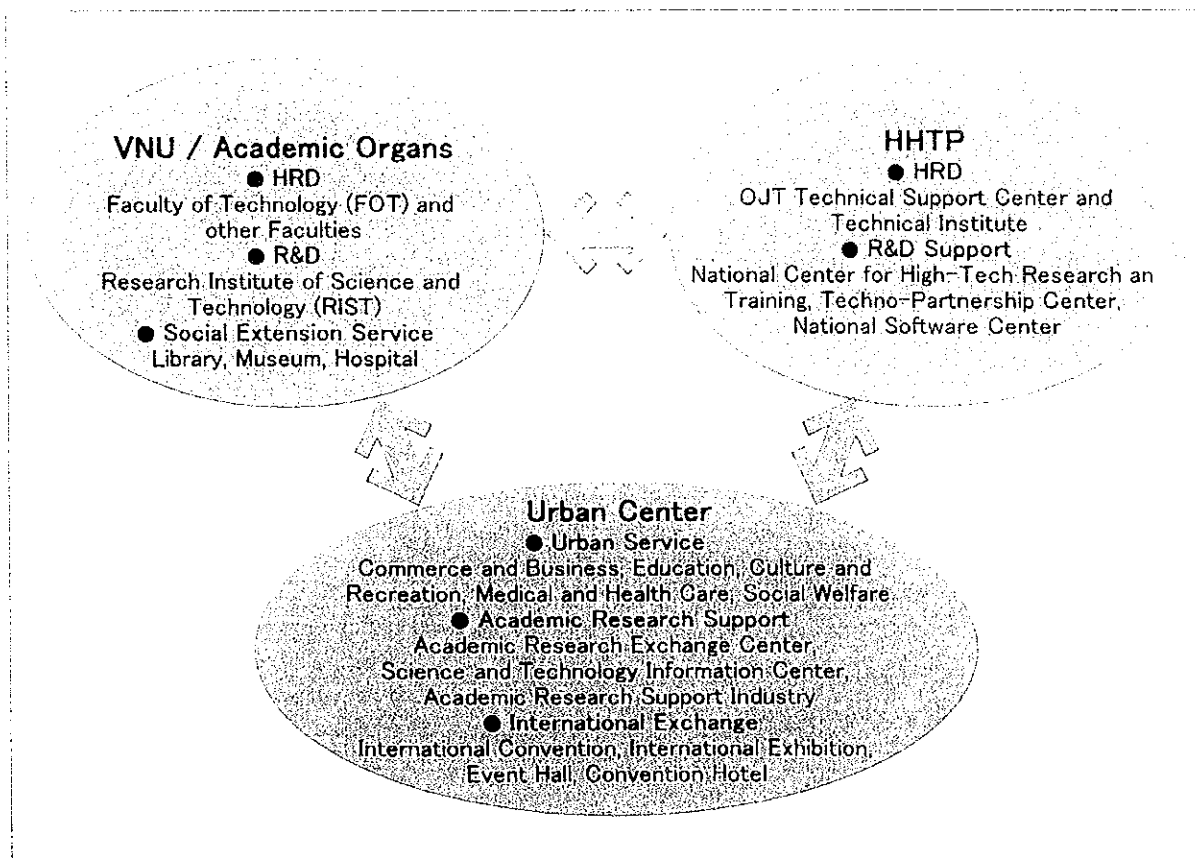 VNU / Academic Organs
● HRD
Faculty of Technology (FOT) and
other Faculties
● R&D
Research Institute of Science and
Technology (RIST)
● Social Extension Service
Library, Museum, Hospital
HHTP
● HRD
OJT Technical Support Center and
Technical Institute
● R&D Support
National Center for High-Tech Research an
Training, Techno-Partnership Center,
National Software Center
Urban Center
● Urban Service
Commerce and Business, Education, Culture and
Recreation, Medical and Health Care, Social Welfare
● Academic Research Support
Academic Research Exchange Center,
Science and Technology Information Center,
Academic Research Support Industry
● International Exchange
International Convention, International Exhibition,
Event Hall, Convention Hotel